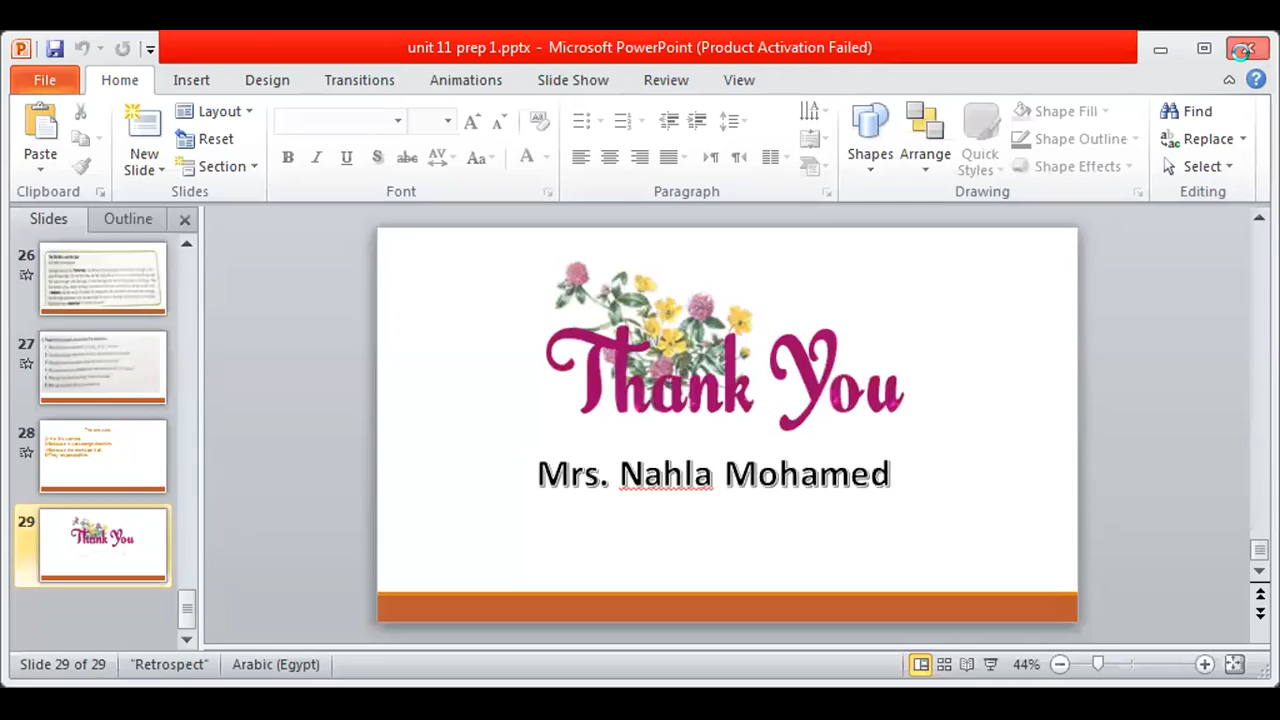 unit 11 prep 1.pptx - Microsoft PowerPoint (Product Activation Failed)
File Home Insert Design Transitions Animations Slide Show Review View
Paste
Clipboard
New Slide
Layout
Reset
Section
Slides
Font
Paragraph
Shapes
Arrange
Quick Styles
Shape Fill
Shape Outline
Shape Effects
Drawing
Find
Replace
Select
Editing
Slides Outline
26
27
28
29
Thank You
Thank You
Mrs. Nahla Mohamed
Slide 29 of 29 "Retrospect" Arabic (Egypt) 44%